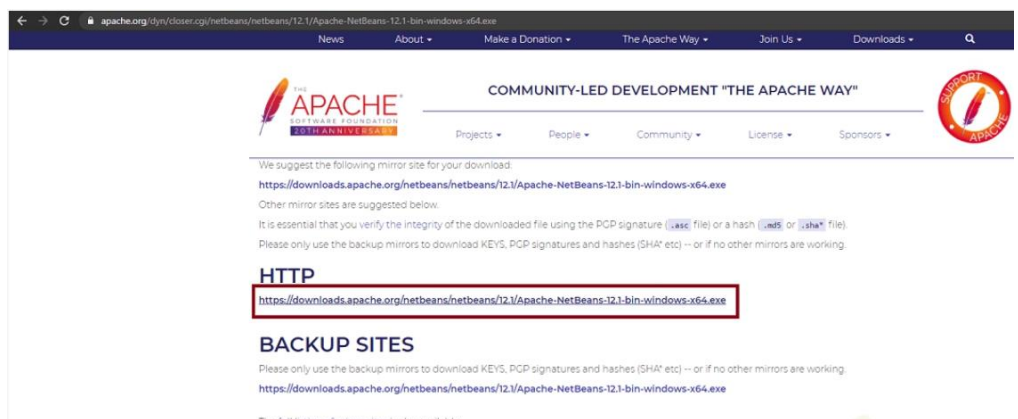 apache.org/dyn/closer.cgi/netbeans/netbeans/12.1/Apache-NetBeans-12.1-bin-windows-x64.exe
News About Make a Donation The Apache Way Join Us Downloads
THE
APACHE
SOFTWARE FOUNDATION
20TH ANNIVERSARY
COMMUNITY-LED DEVELOPMENT "THE APACHE WAY"
SUPPORT
APACHE
Projects People Community License Sponsors
We suggest the following mirror site for your download:
https://downloads.apache.org/netbeans/netbeans/12.1/Apache-NetBeans-12.1-bin-windows-x64.exe
Other mirror sites are suggested below.
It is essential that you verify the integrity of the downloaded file using the PGP signature (.asc file) or a hash (.md5 or .sha* file).
Please only use the backup mirrors to download KEYS, PGP signatures and hashes (SHA* etc) -- or if no other mirrors are working.
HTTP
https://downloads.apache.org/netbeans/netbeans/12.1/Apache-NetBeans-12.1-bin-windows-x64.exe
BACKUP SITES
Please only use the backup mirrors to download KEYS, PGP signatures and hashes (SHA* etc) -- or if no other mirrors are working.
https://downloads.apache.org/netbeans/netbeans/12.1/Apache-NetBeans-12.1-bin-windows-x64.exe